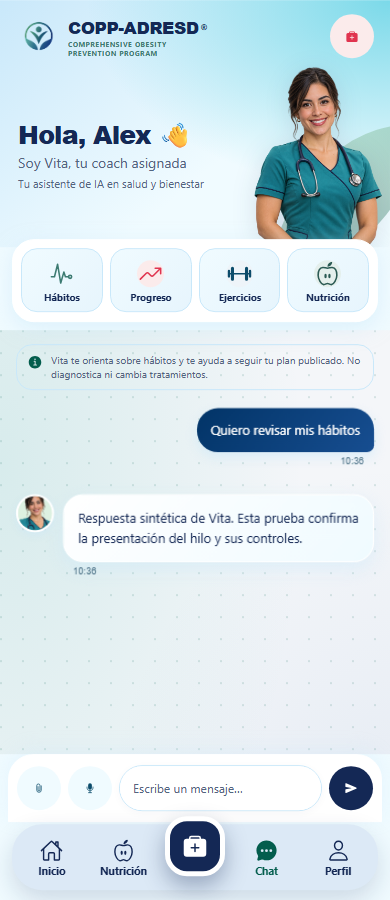 COPP-ADRESD®
COMPREHENSIVE OBESITY
PREVENTION PROGRAM
Hola, Alex 👋
Soy Vita, tu coach asignada
Tu asistente de IA en salud y bienestar
Hábitos
Progreso
Ejercicios
Nutrición
Vita te orienta sobre hábitos y te ayuda a seguir tu plan publicado. No
diagnostica ni cambia tratamientos.
Quiero revisar mis hábitos
10:36
Respuesta sintética de Vita. Esta prueba confirma
la presentación del hilo y sus controles.
10:36
Escribe un mensaje...
Inicio
Nutrición
Chat
Perfil